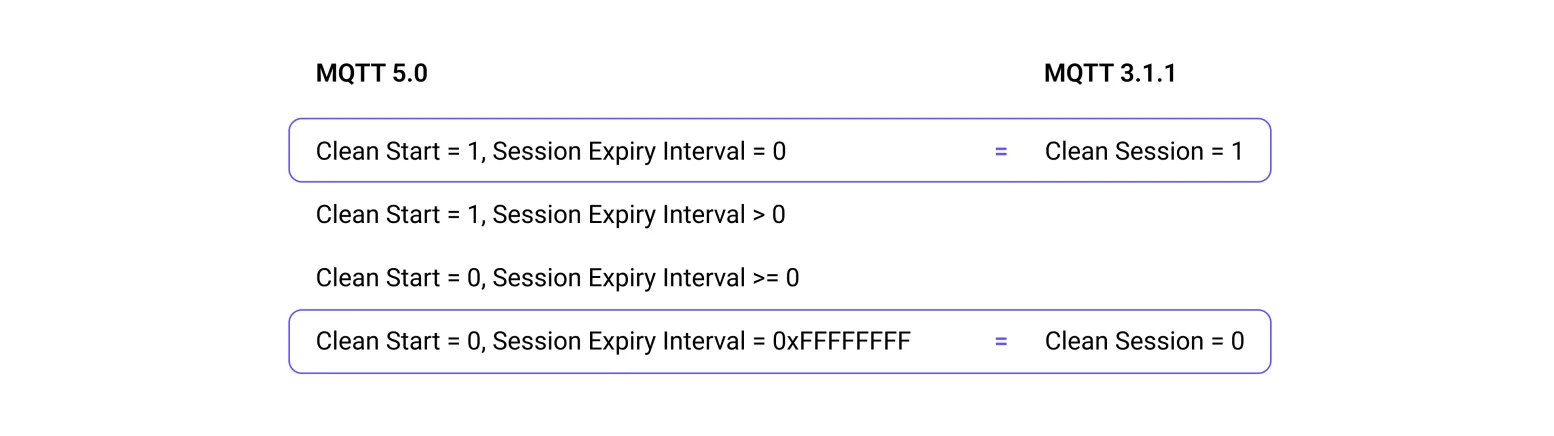 MQTT 5.0 MQTT 3.1.1
Clean Start = 1, Session Expiry Interval = 0 = Clean Session = 1
Clean Start = 1, Session Expiry Interval > 0
Clean Start = 0, Session Expiry Interval >= 0
Clean Start = 0, Session Expiry Interval = 0xFFFFFFFF = Clean Session = 0